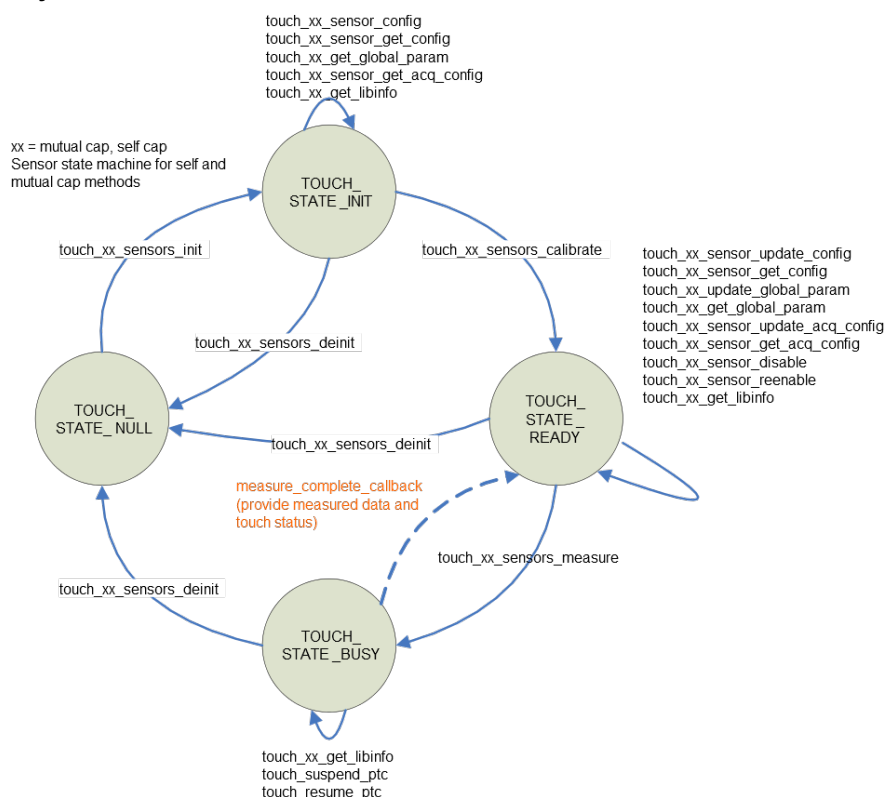 touch_xx_sensor_config
touch_xx_sensor_get_config
touch_xx_get_global_param
touch_xx_sensor_get_acq_config
touch_xx_get_libinfo
xx = mutual cap, self cap
Sensor state machine for self and
mutual cap methods
TOUCH_
STATE_INIT
touch_xx_sensors_init
touch_xx_sensors_calibrate
touch_xx_sensor_update_config
touch_xx_sensor_get_config
touch_xx_update_global_param
touch_xx_get_global_param
touch_xx_sensor_update_acq_config
touch_xx_sensor_get_acq_config
touch_xx_sensor_disable
touch_xx_sensor_reenable
touch_xx_get_libinfo
touch_xx_sensors_deinit
TOUCH_
STATE_NULL
TOUCH_
STATE_
READY
touch_xx_sensors_deinit
measure_complete_callback
(provide measured data and
touch status)
touch_xx_sensors_measure
touch_xx_sensors_deinit
TOUCH_
STATE_BUSY
touch_xx_get_libinfo
touch_suspend_ptc
touch_resume_ptc